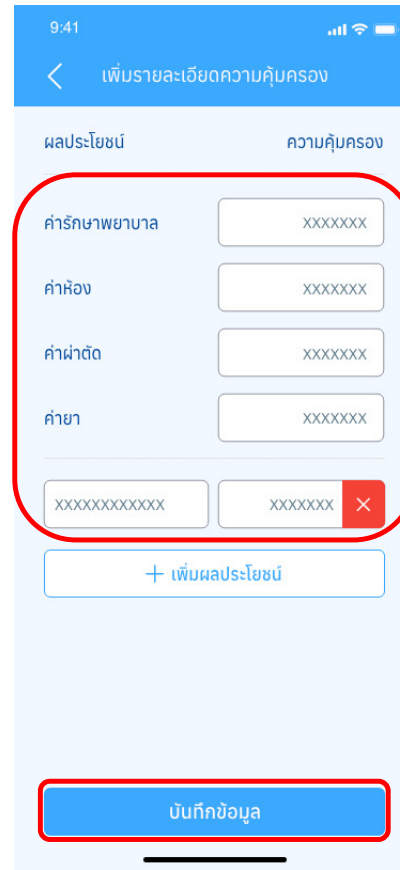 9:41
เพิ่มรายละเอียดความคุ้มครอง
ผลประโยชน์ ความคุ้มครอง
ค่ารักษาพยาบาล XXXXXXX
ค่าห้อง XXXXXXX
ค่าผ่าตัด XXXXXXX
ค่ายา XXXXXXX
XXXXXXXXXXXX XXXXXXX
เพิ่มผลประโยชน์
บันทึกข้อมูล